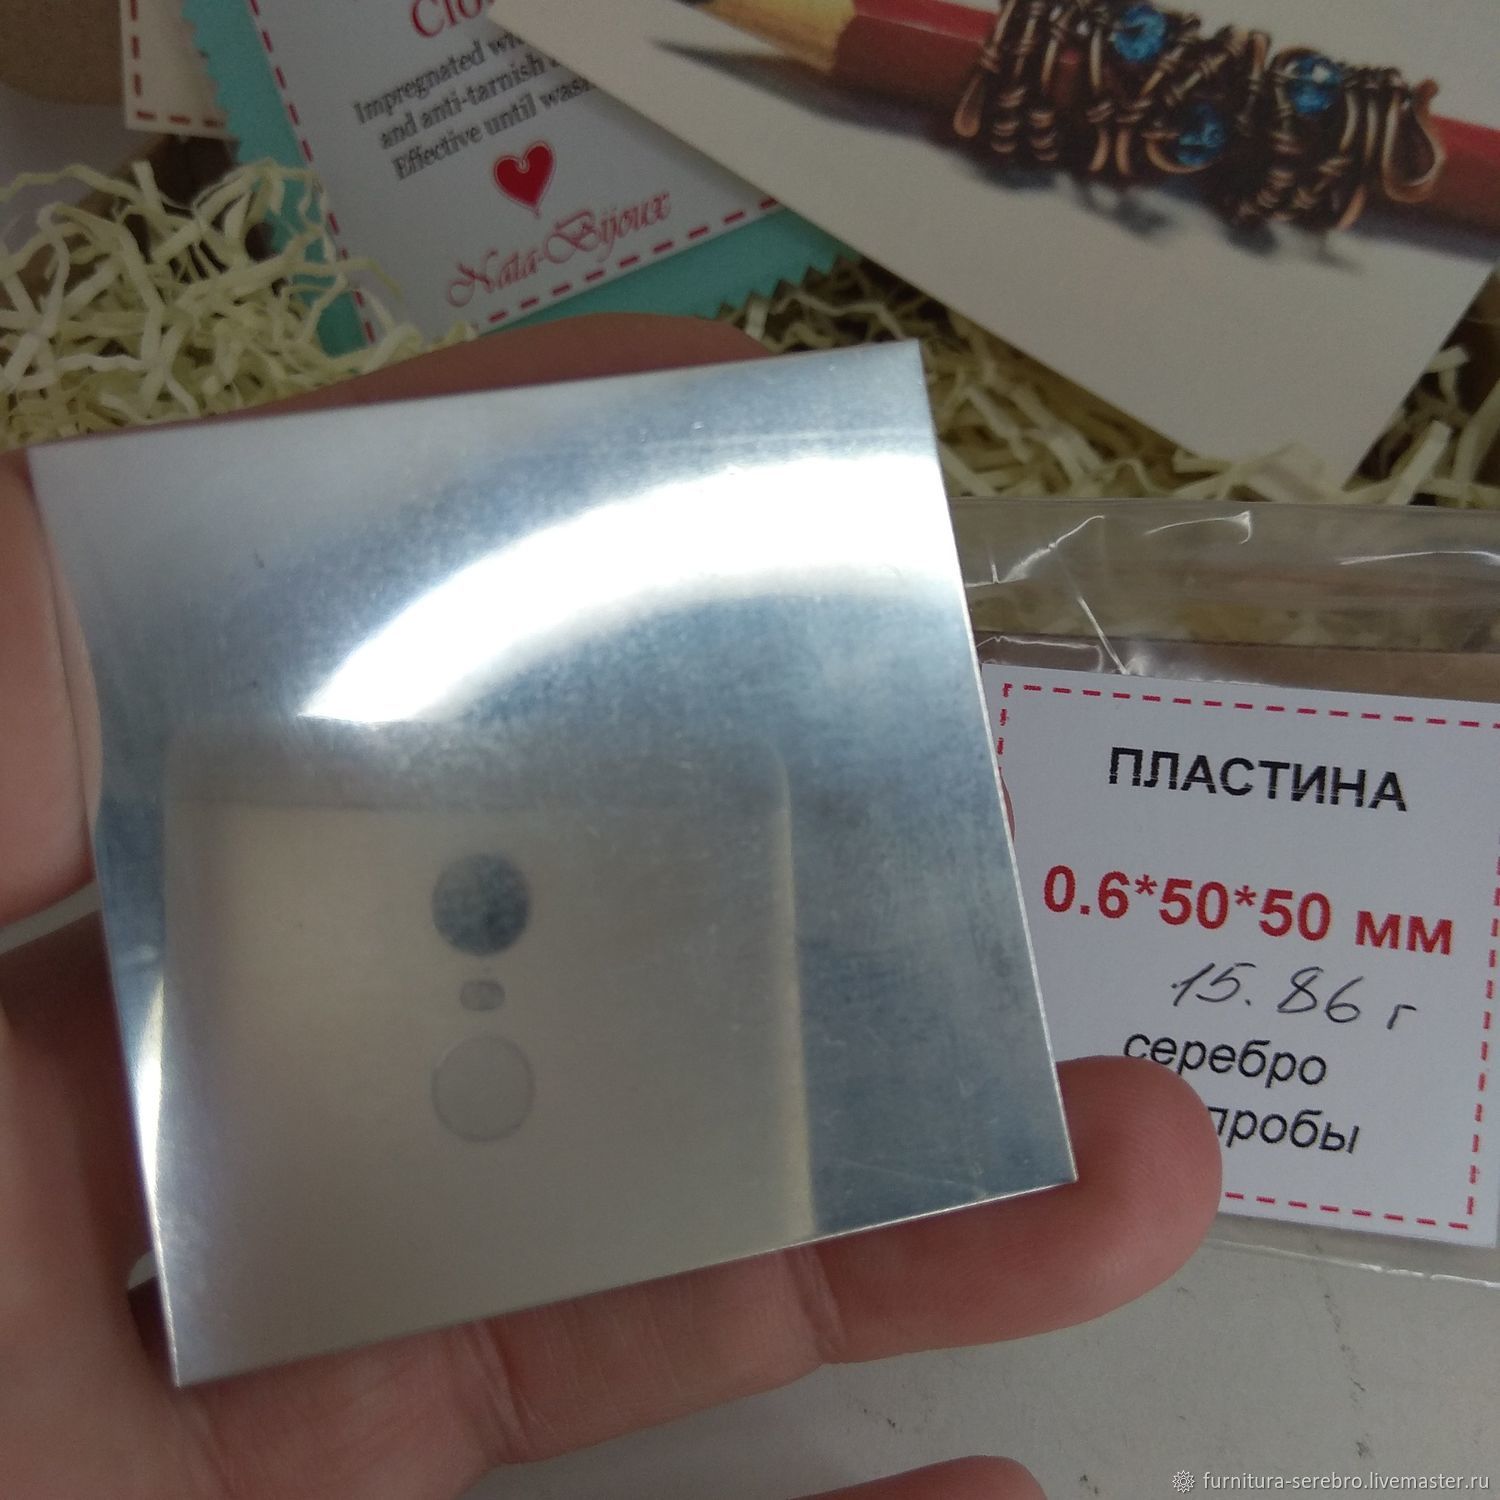 Impregnated
and anti-tarnish
Effective until
Nata-Bijoux
ПЛАСТИНА
0.6*50*50 мм
15.86 г
серебро
пробы
furnitura-serebro.livemaster.ru